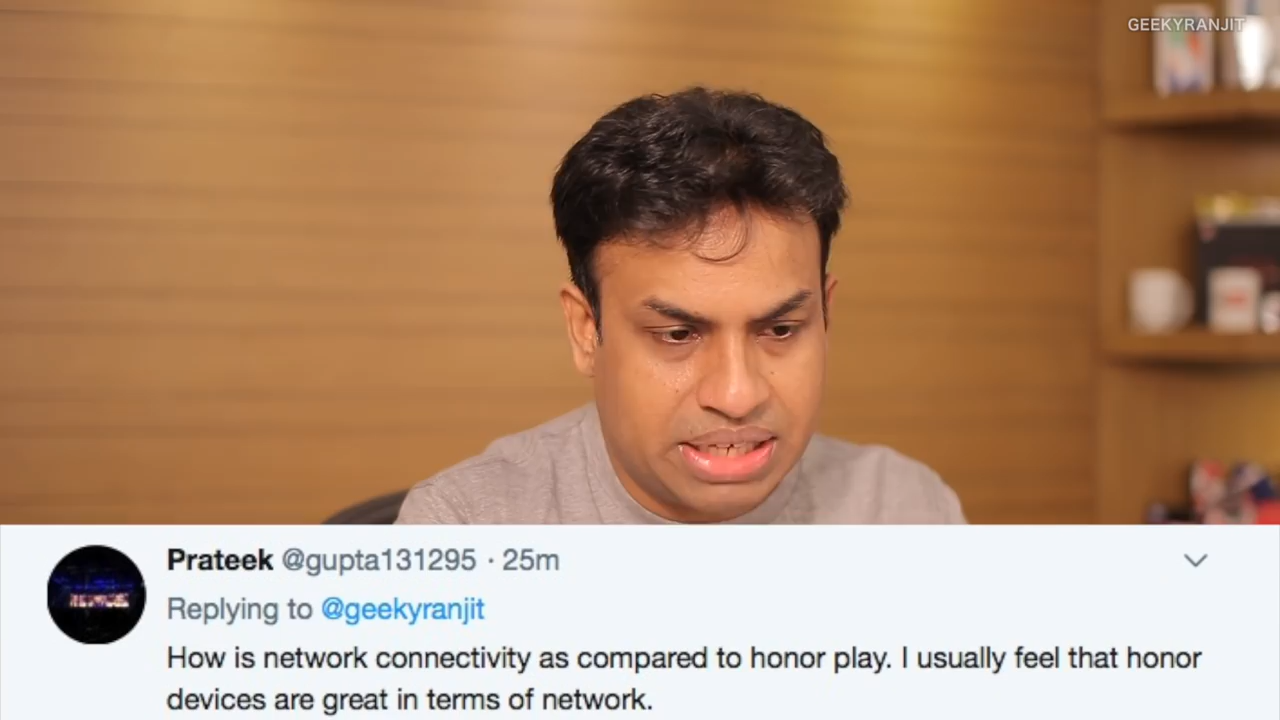 GEEKYRANJIT
Prateek @gupta131295 · 25m
Replying to @geekyranjit
How is network connectivity as compared to honor play. I usually feel that honor
devices are great in terms of network.